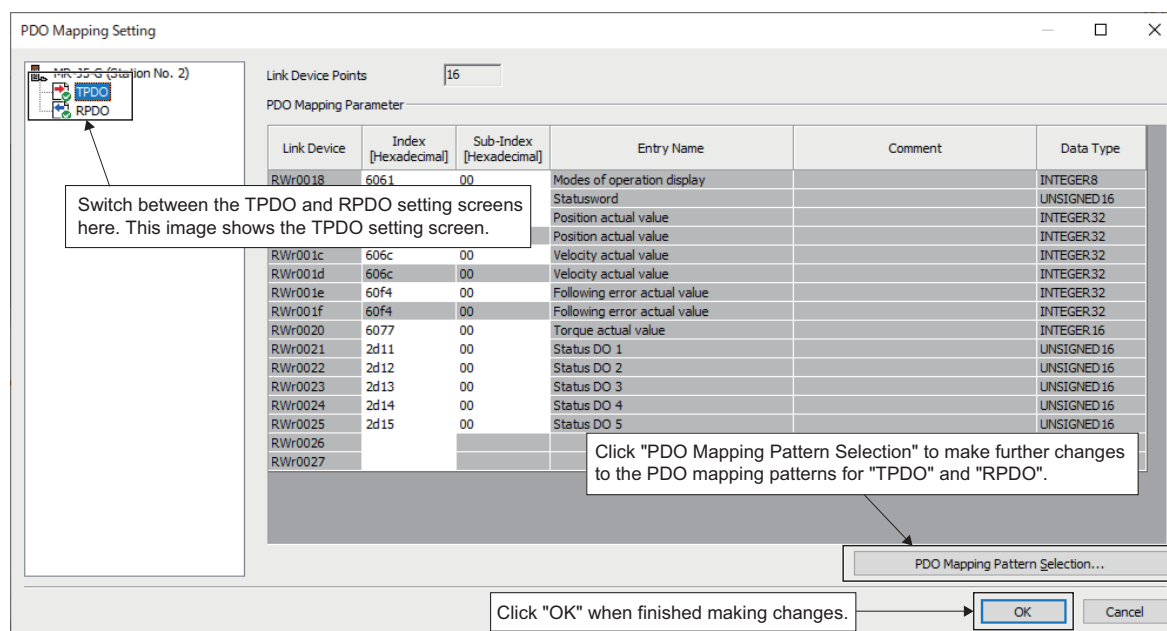 PDO Mapping Setting
MR-J5-G (Station No. 2)
TPDO
RPDO
Link Device Points 16
PDO Mapping Parameter
Link Device Index [Hexadecimal] Sub-Index [Hexadecimal] Entry Name Comment Data Type
RWr0018 6061 00 Modes of operation display INTEGER8
Statusword UNSIGNED16
Position actual value INTEGER32
Position actual value INTEGER32
RWr001c 606c 00 Velocity actual value INTEGER32
RWr001d 606c 00 Velocity actual value INTEGER32
RWr001e 60f4 00 Following error actual value INTEGER32
RWr001f 60f4 00 Following error actual value INTEGER32
RWr0020 6077 00 Torque actual value INTEGER16
RWr0021 2d11 00 Status DO 1 UNSIGNED16
RWr0022 2d12 00 Status DO 2 UNSIGNED16
RWr0023 2d13 00 Status DO 3 UNSIGNED16
RWr0024 2d14 00 Status DO 4 UNSIGNED16
RWr0025 2d15 00 Status DO 5 UNSIGNED16
RWr0026
RWr0027
Switch between the TPDO and RPDO setting screens
here. This image shows the TPDO setting screen.
Click "PDO Mapping Pattern Selection" to make further changes
to the PDO mapping patterns for "TPDO" and "RPDO".
PDO Mapping Pattern Selection...
Click "OK" when finished making changes.
OK
Cancel